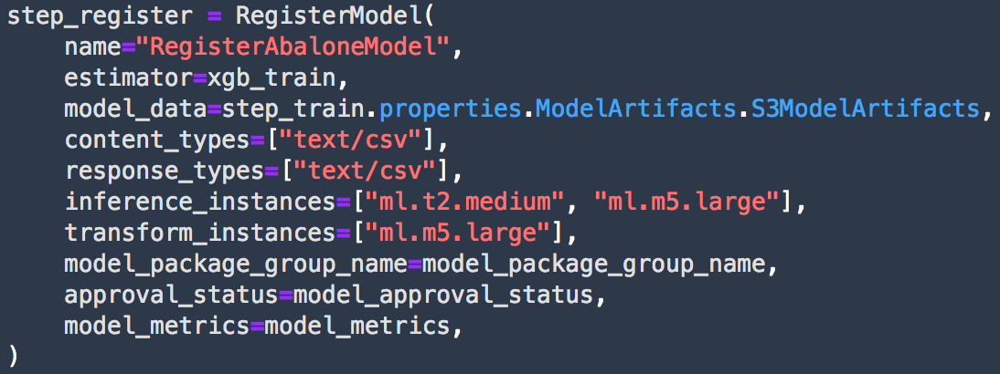 step_register = RegisterModel(
    name="RegisterAbaloneModel",
    estimator=xgb_train,
    model_data=step_train.properties.ModelArtifacts.S3ModelArtifacts,
    content_types=["text/csv"],
    response_types=["text/csv"],
    inference_instances=["ml.t2.medium", "ml.m5.large"],
    transform_instances=["ml.m5.large"],
    model_package_group_name=model_package_group_name,
    approval_status=model_approval_status,
    model_metrics=model_metrics,
)